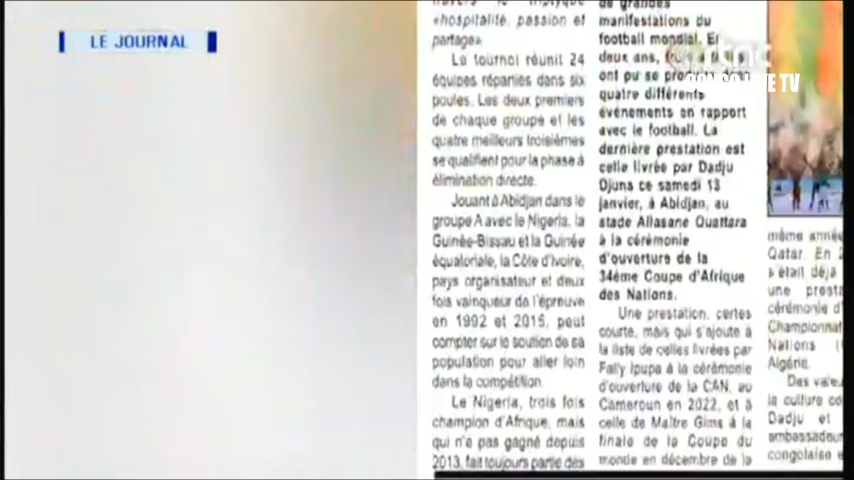 LE JOURNAL
«hospitalité, passion et
partage».
Le tournoi réunit 24
équipes réparties dans six
poules. Les deux premiers
de chaque groupe et les
quatre meilleurs troisièmes
se qualifient pour la phase à
élimination directe.
Jouant à Abidjan dans le
groupe A avec le Nigeria, la
Guinée-Bissau et la Guinée
équatoriale, la Côte d'Ivoire,
pays organisateur et deux
fois vainqueur de l'épreuve
en 1992 et 2015, peut
compter sur le soutien de sa
population pour aller loin
dans la compétition.
Le Nigeria, trois fois
champion d'Afrique, mais
qui n'a pas gagné depuis
2013, fait toujours partie des
de grandes
manifestations du
football mondial. En
deux ans,
ont pu se
quatre différents
événements en rapport
avec le football. La
dernière prestation est
celle livrée par Dadju
Djuna ce samedi 13
janvier, à Abidjan, au
stade Allasane Ouattara
à la cérémonie
d'ouverture de la
34ème Coupe d'Afrique
des Nations.
Une prestation, certes
courte, mais qui s'ajoute à
la liste de celles livrées par
Fally Ipupa à la cérémonie
d'ouverture de la CAN, au
Cameroun en 2022, et à
celle de Maître Gims à la
finale de la Coupe du
monde en décembre de la
TV
même année
Qatar. En 2
s'était déjà
une presta
cérémonie d'
Championnat
Nations
Algérie.
Des vale
la culture co
Dadju et
ambassadeur
congolaise e